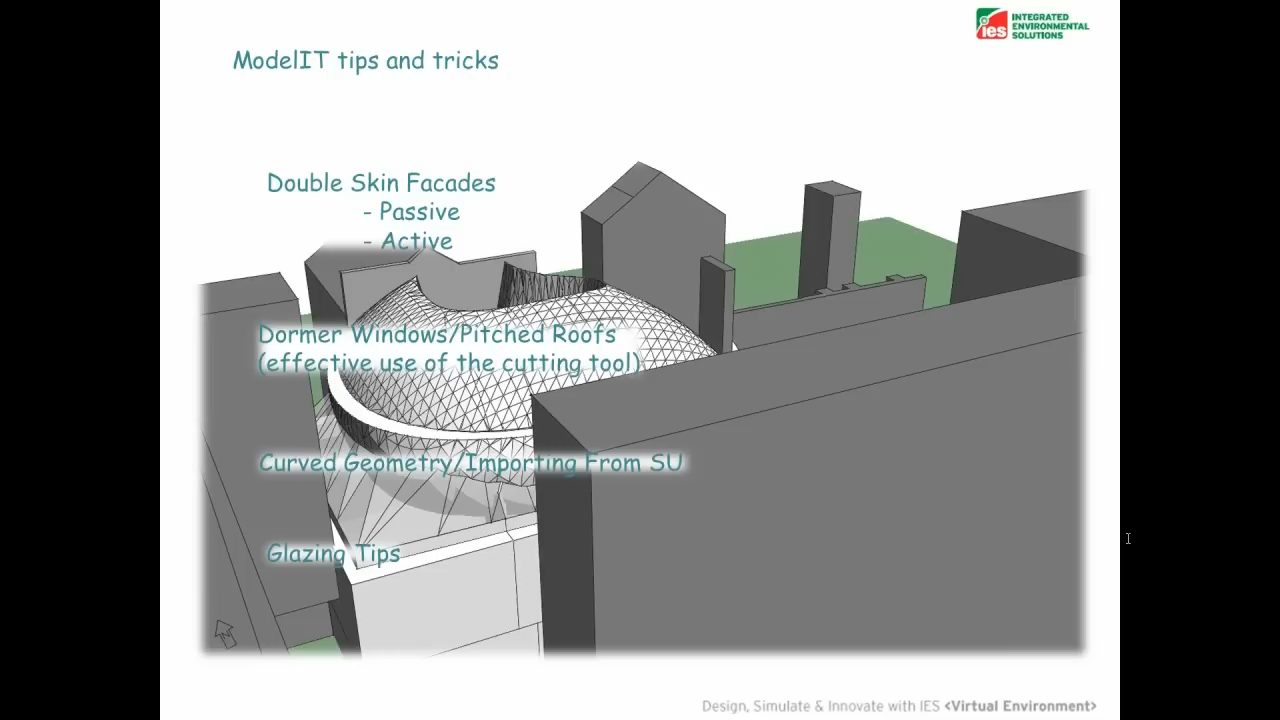 ies INTEGRATED
ENVIRONMENTAL
SOLUTIONS
ModelIT tips and tricks
Double Skin Facades
- Passive
- Active
Dormer Windows/Pitched Roofs
(effective use of the cutting tool)
Curved Geometry/Importing From SU
Glazing Tips
N
Design, Simulate & Innovate with IES <Virtual Environment>